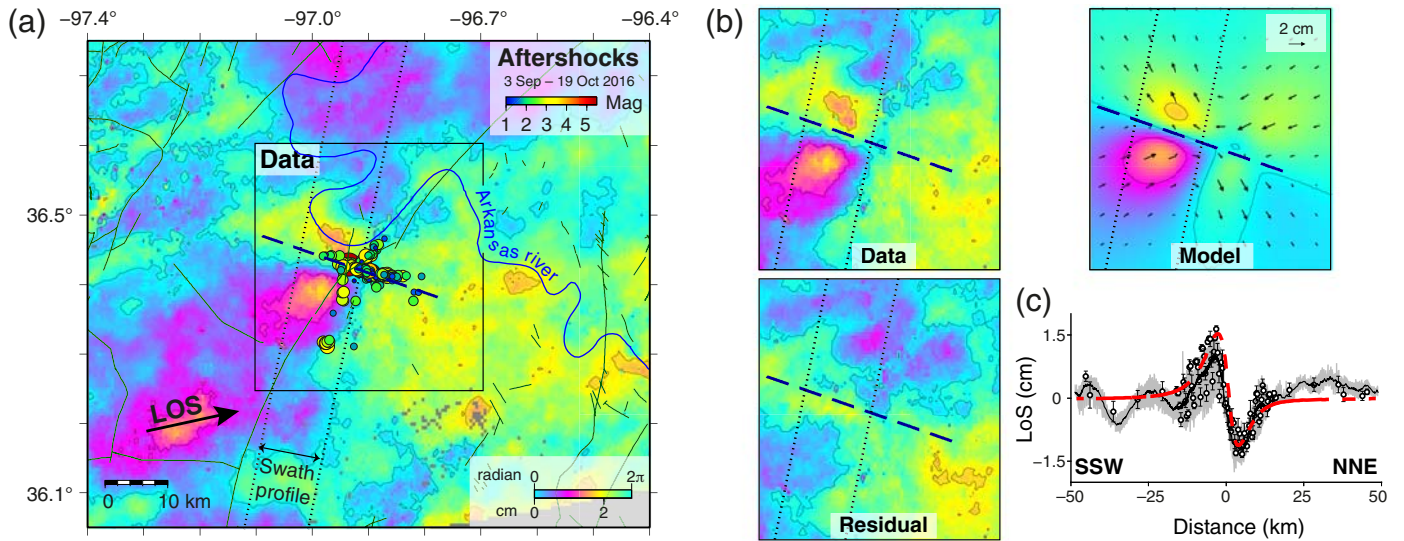 (a)
−97.4°
−97.0°
−96.7°
−96.4°
36.5°
36.1°
Aftershocks
3 Sep – 19 Oct 2016
Mag
1 2 3 4 5
Data
Arkansas river
LOS
0 10 km
Swath
profile
radian 0 2π
cm 0 2
(b)
Data
2 cm
Model
Residual
(c)
LoS (cm)
1.5
0
−1.5
SSW
NNE
−50 −25 0 25 50
Distance (km)